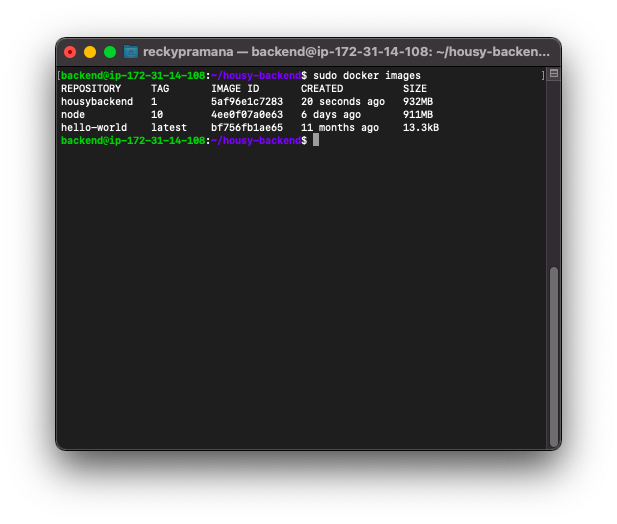 reckypramana — backend@ip-172-31-14-108: ~/housy-backen...
[backend@ip-172-31-14-108:~/housy-backend$ sudo docker images ]
REPOSITORY TAG IMAGE ID CREATED SIZE
housybackend 1 5af96e1c7283 20 seconds ago 932MB
node 10 4ee0f07a0e63 6 days ago 911MB
hello-world latest bf756fb1ae65 11 months ago 13.3kB
backend@ip-172-31-14-108:~/housy-backend$